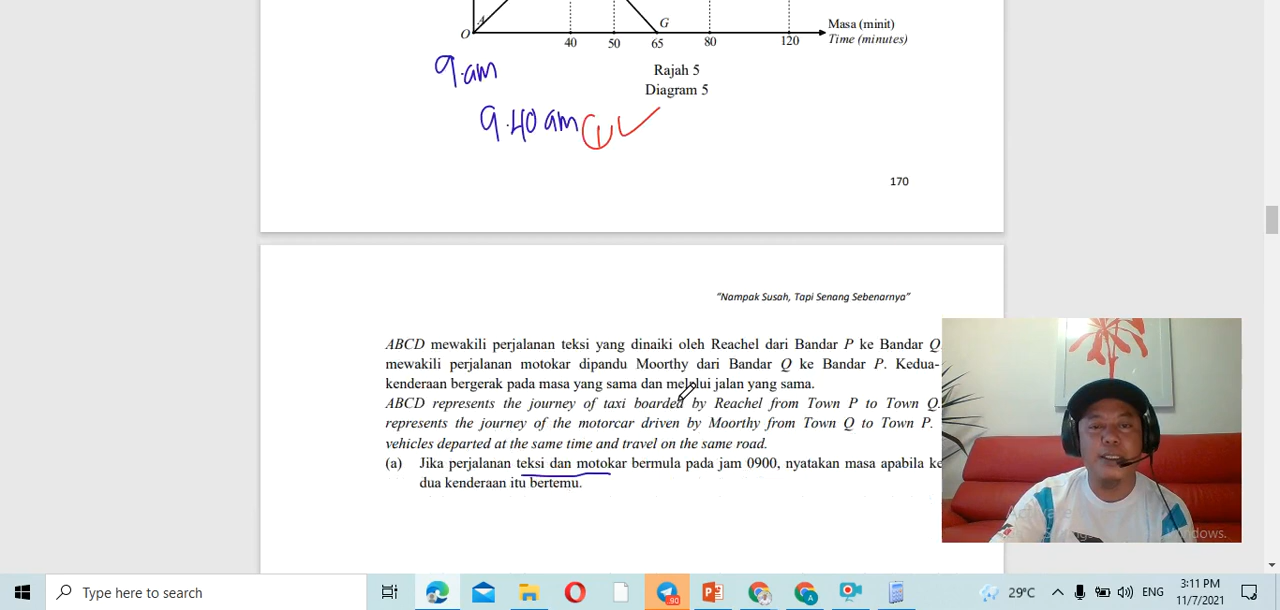 A
G
O
40 50 65 80 120
Masa (minit)
Time (minutes)
Rajah 5
Diagram 5
9.am
9.40 am 1 ✓
170
"Nampak Susah, Tapi Senang Sebenarnya"
ABCD mewakili perjalanan teksi yang dinaiki oleh Reachel dari Bandar P ke Bandar Q
mewakili perjalanan motokar dipandu Moorthy dari Bandar Q ke Bandar P. Kedua-
kenderaan bergerak pada masa yang sama dan melalui jalan yang sama.
ABCD represents the journey of taxi boarded by Reachel from Town P to Town Q.
represents the journey of the motorcar driven by Moorthy from Town Q to Town P.
vehicles departed at the same time and travel on the same road.
(a) Jika perjalanan teksi dan motokar bermula pada jam 0900, nyatakan masa apabila ke
dua kenderaan itu bertemu.
Windows.
Type here to search
90
29°C
ENG
3:11 PM
11/7/2021